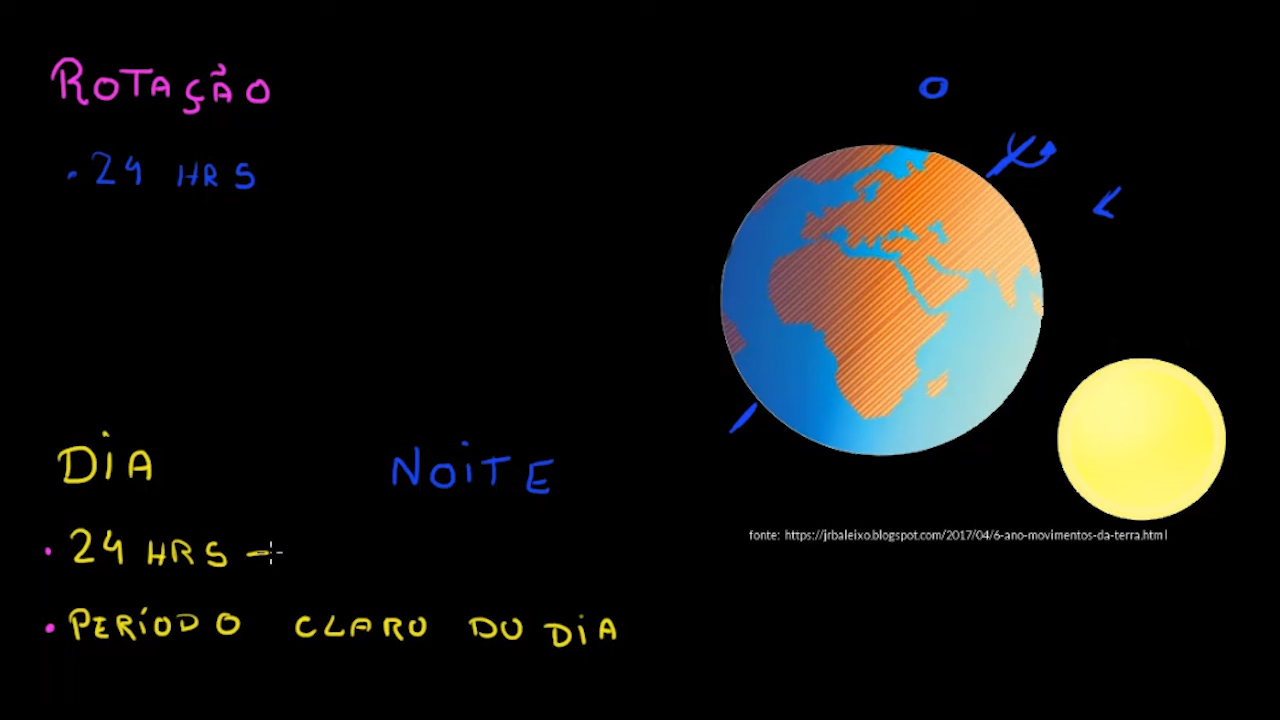 ROTAÇÃO
• 24 HRS
O
L
DIA
NOITE
• 24 HRS -
• PERÍODO CLARO DO DIA
fonte: https://jrbaleixo.blogspot.com/2017/04/6-ano-movimentos-da-terra.html